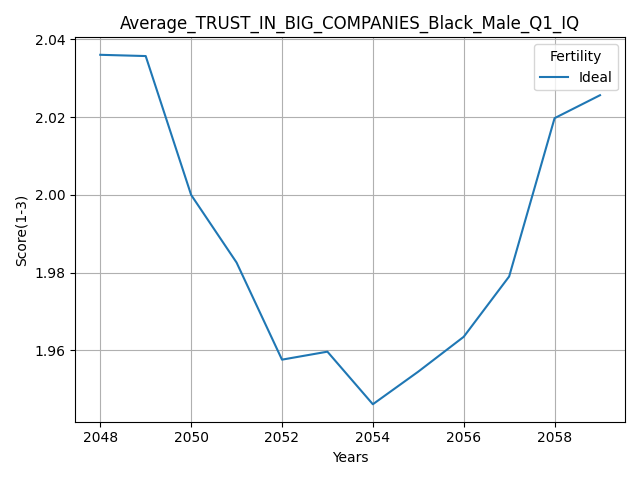 Average_TRUST_IN_BIG_COMPANIES_Black_Male_Q1_IQ
2.04
2.02
2.00
1.98
1.96
Score(1-3)
Fertility
Ideal
2048 2050 2052 2054 2056 2058
Years